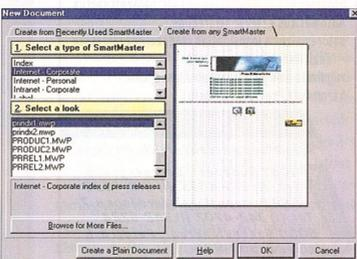 New Document
Create from Recently Used SmartMaster
Create from any SmartMaster
1. Select a type of SmartMaster
Index
Internet - Corporate
Internet - Personal
Intranet - Corporate
Label
2. Select a look
prindx1.mwp
prindx2.mwp
PRODUC1.MWP
PRODUC2.MWP
PRREL1.MWP
PRREL2.MWP
Internet - Corporate index of press releases
Browse for More Files...
Create a Plain Document
Help
OK
Cancel